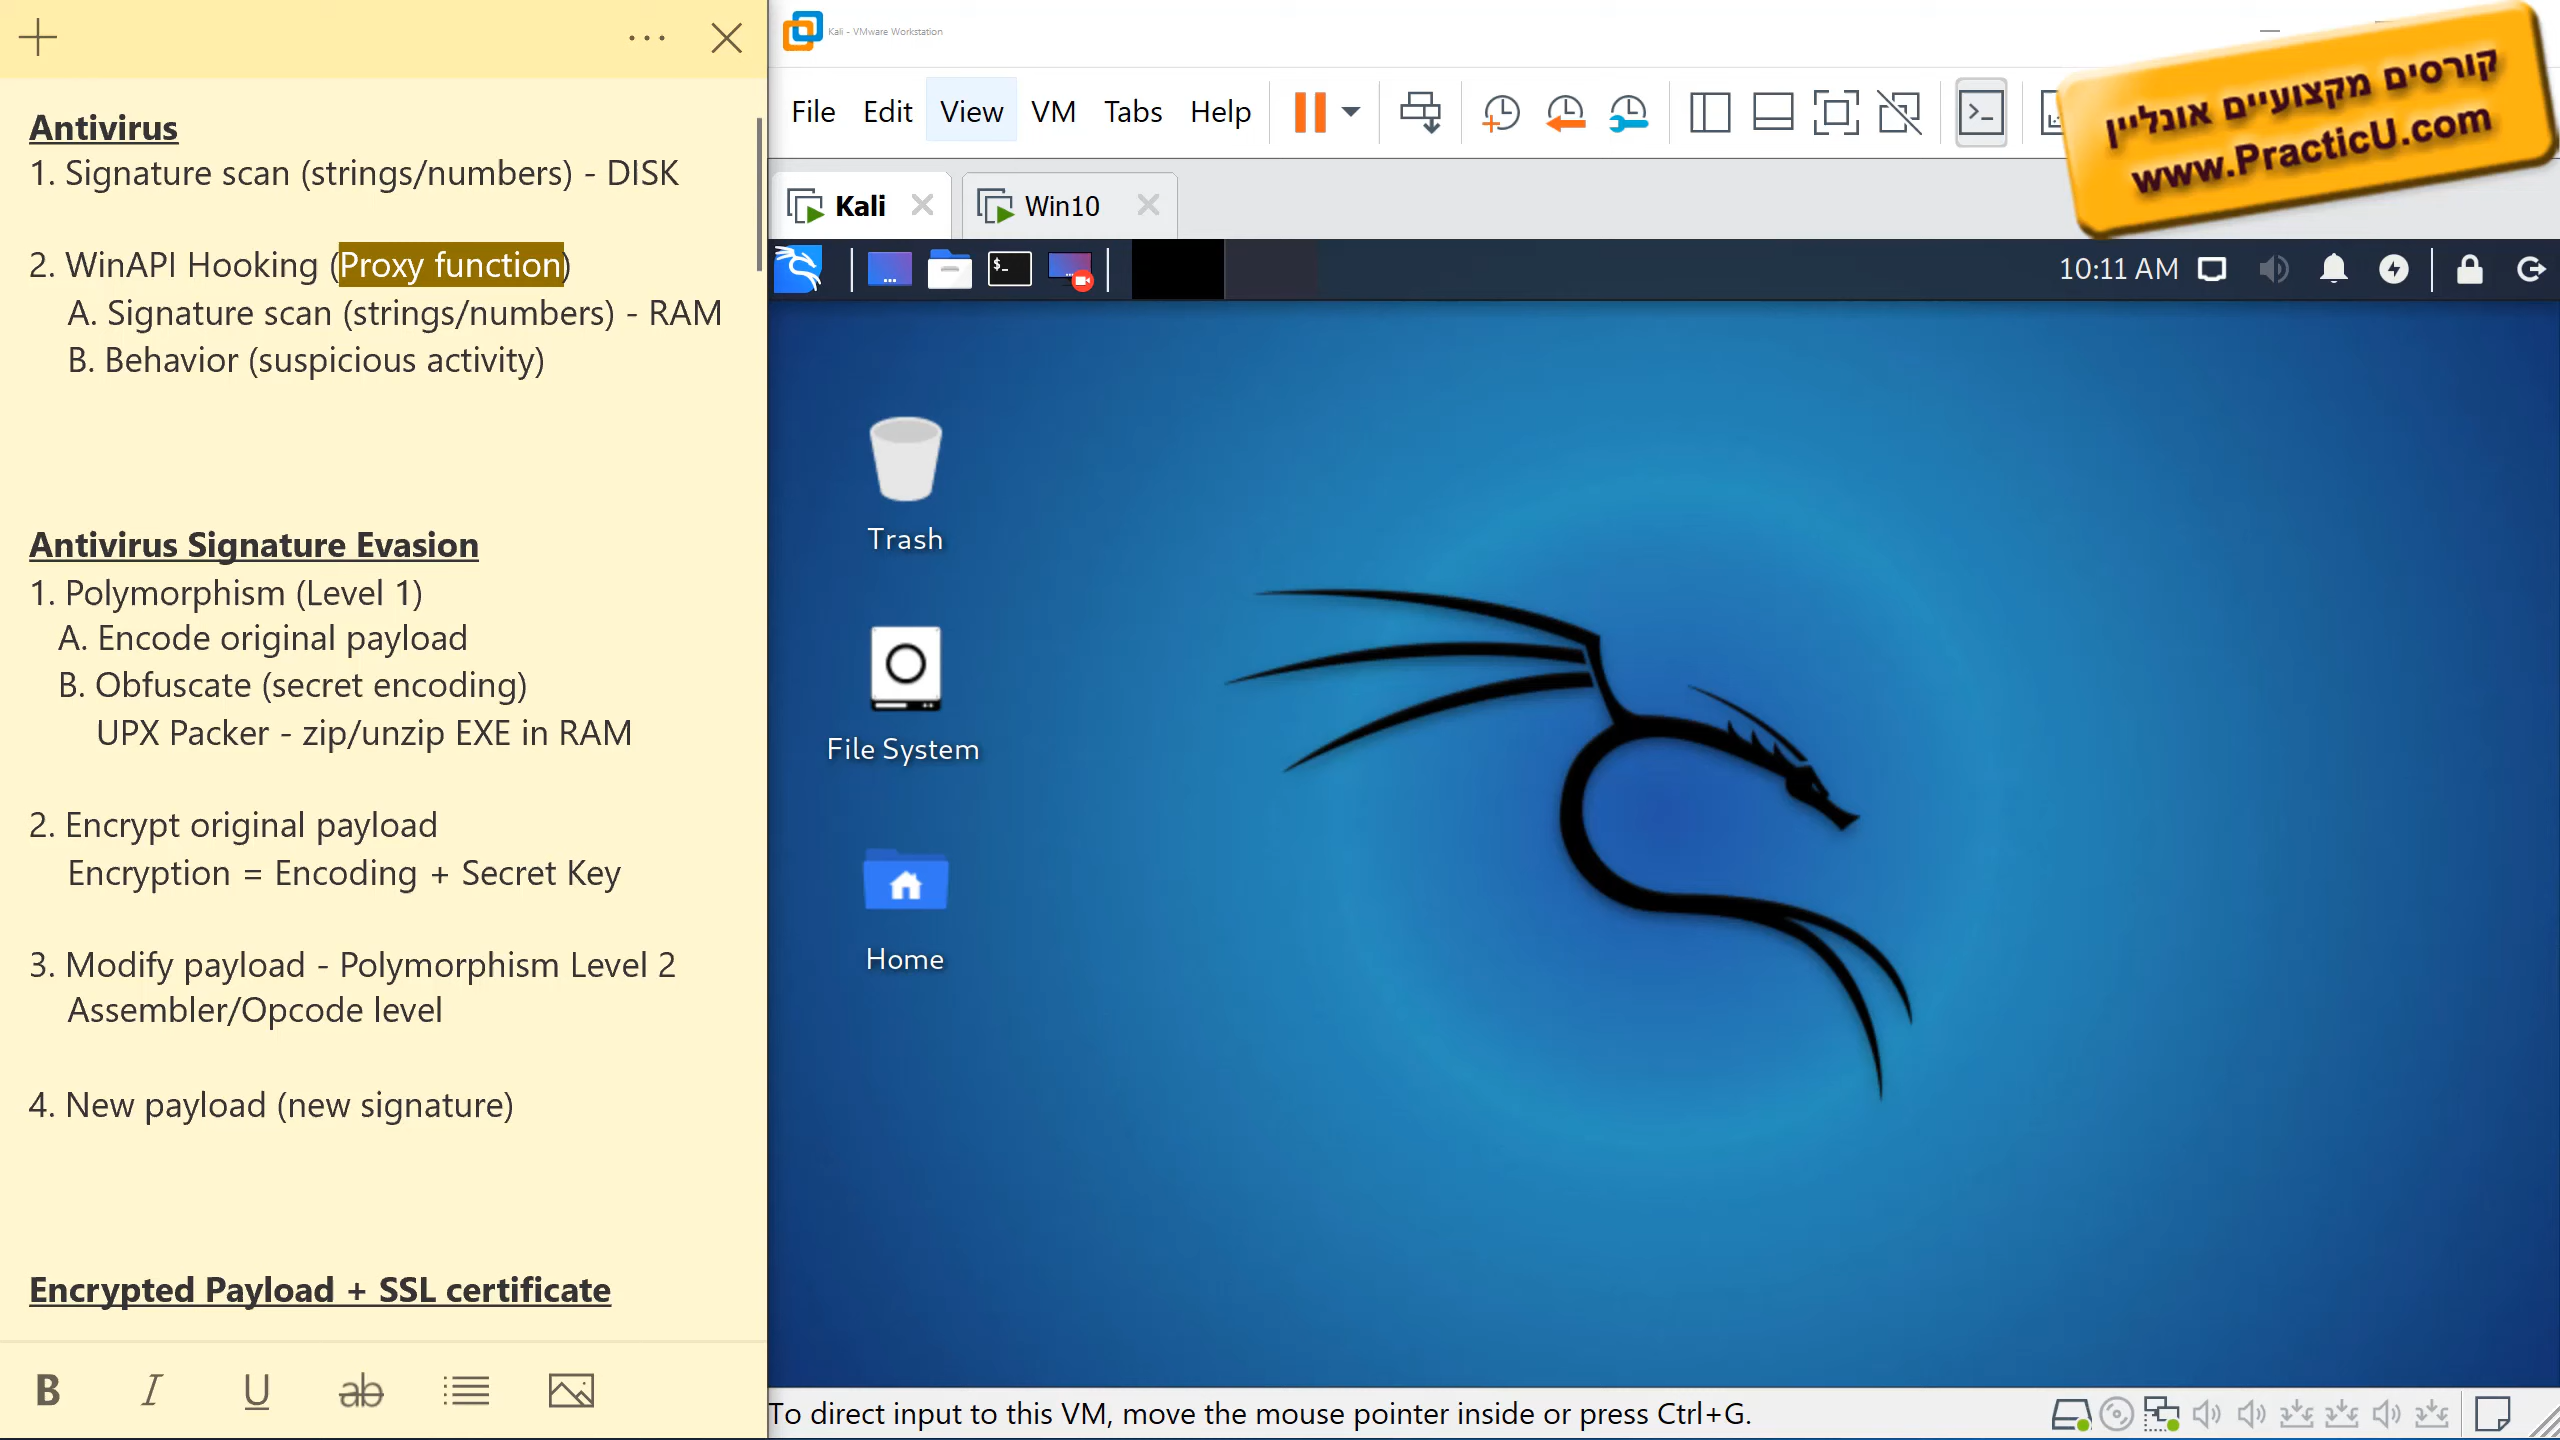 Antivirus
1. Signature scan (strings/numbers) - DISK
2. WinAPI Hooking (Proxy function)
A. Signature scan (strings/numbers) - RAM
B. Behavior (suspicious activity)
Antivirus Signature Evasion
1. Polymorphism (Level 1)
A. Encode original payload
B. Obfuscate (secret encoding)
UPX Packer - zip/unzip EXE in RAM
2. Encrypt original payload
Encryption = Encoding + Secret Key
3. Modify payload - Polymorphism Level 2
Assembler/Opcode level
4. New payload (new signature)
Encrypted Payload + SSL certificate
B I U ab
Kali - VMware Workstation
File Edit View VM Tabs Help
קורסים מקצועיים אונליין
www.PracticU.com
Kali Win10
10:11 AM
Trash
File System
Home
To direct input to this VM, move the mouse pointer inside or press Ctrl+G.